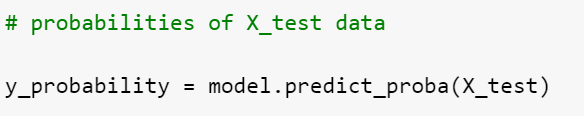 # probabilities of X_test data
y_probability = model.predict_proba(X_test)